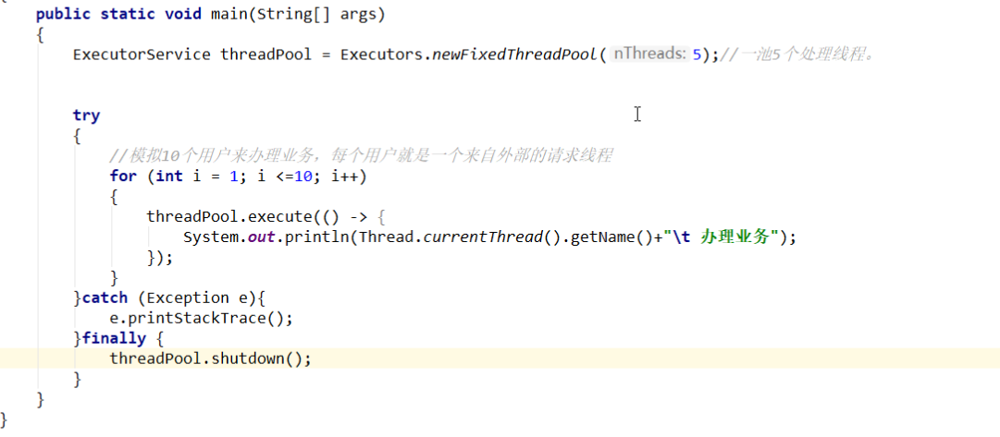 public static void main(String[] args)
{
ExecutorService threadPool = Executors.newFixedThreadPool( nThreads: 5);//一池5个处理线程。
try
{
//模拟10个用户来办理业务，每个用户就是一个来自外部的请求线程
for (int i = 1; i <=10; i++)
{
threadPool.execute(() -> {
System.out.println(Thread.currentThread().getName()+"\t 办理业务");
});
}
}catch (Exception e){
e.printStackTrace();
}finally {
threadPool.shutdown();
}
}
}